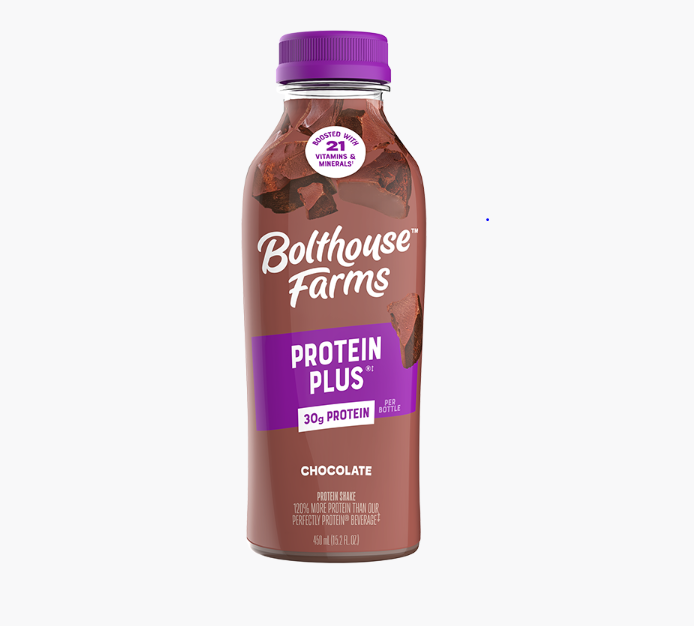 BOOSTED WITH
21
VITAMINS &
MINERALS†
Bolthouse™
Farms
PROTEIN
PLUS®‡
30g PROTEIN
PER
BOTTLE
CHOCOLATE
PROTEIN SHAKE
120% MORE PROTEIN THAN OUR
PERFECTLY PROTEIN® BEVERAGE‡
450 mL (15.2 FL OZ.)